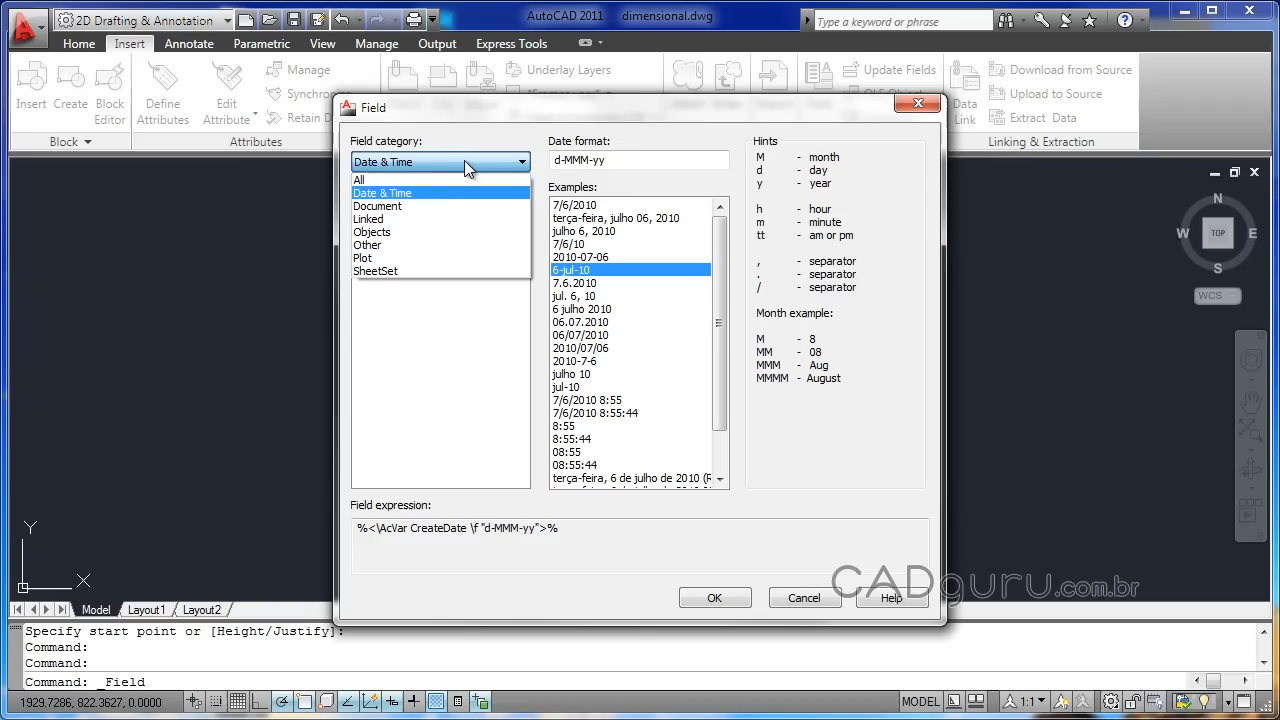 2D Drafting & Annotation
AutoCAD 2011 dimensional.dwg
Type a keyword or phrase
Home Insert Annotate Parametric View Manage Output Express Tools
Insert Create Block Editor
Define Attributes
Edit Attribute
Manage
Retain D
Underlay Layers
Update Fields
Data Link
Download from Source
Upload to Source
Extract Data
Block Attributes Linking & Extraction
Field
Field category:
Date & Time
All
Date & Time
Document
Linked
Objects
Other
Plot
SheetSet
Date format:
d-MMM-yy
Examples:
7/6/2010
terça-feira, julho 06, 2010
julho 6, 2010
7/6/10
2010-07-06
6-jul-10
7.6.2010
jul. 6, 10
6 julho 2010
06.07.2010
06/07/2010
2010/07/06
2010-7-6
julho 10
jul-10
7/6/2010 8:55
7/6/2010 8:55:44
8:55
8:55:44
08:55
08:55:44
terça-feira, 6 de julho de 2010 (R
Hints
M - month
d - day
y - year
h - hour
m - minute
tt - am or pm
, - separator
. - separator
/ - separator
Month example:
M - 8
MM - 08
MMM - Aug
MMMM - August
Field expression:
%<\AcVar CreateDate \f "d-MMM-yy">%
OK Cancel Help
CADguru.com.br
N
W TOP E
S
WCS
Y
X
Model Layout1 Layout2
Specify start point or [Height/Justify]:
Command:
Command:
Command: _Field
1929.7286, 822.3627, 0.0000
MODEL
1:1